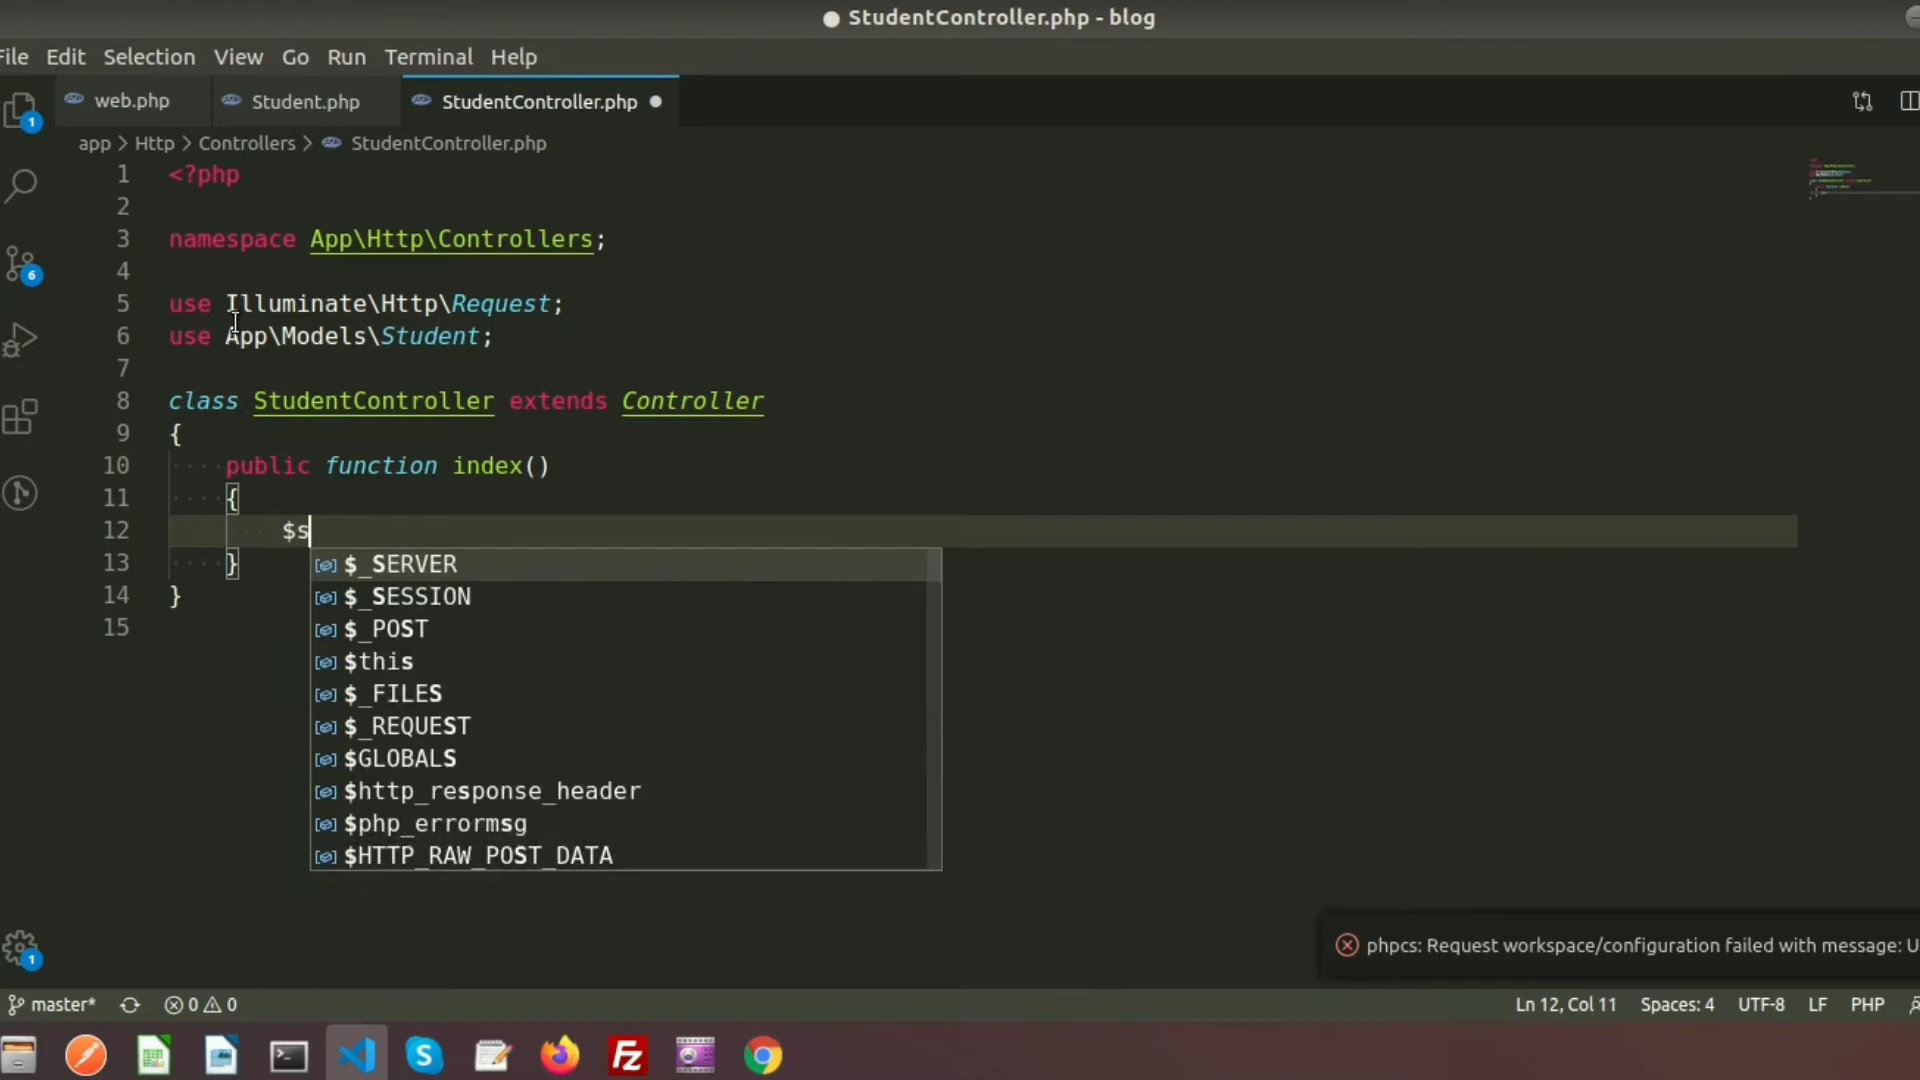 StudentController.php - blog
File Edit Selection View Go Run Terminal Help
web.php Student.php StudentController.php
app > Http > Controllers > StudentController.php
1 <?php
2
3 namespace App\Http\Controllers;
4
5 use Illuminate\Http\Request;
6 use App\Models\Student;
7
8 class StudentController extends Controller
9 {
10 public function index()
11 {
12 $s
13 }
14 }
15
$_SERVER
$_SESSION
$_POST
$this
$_FILES
$_REQUEST
$GLOBALS
$http_response_header
$php_errormsg
$HTTP_RAW_POST_DATA
1
6
1
phpcs: Request workspace/configuration failed with message: U
master* 0 0 Ln 12, Col 11 Spaces: 4 UTF-8 LF PHP
S Fz